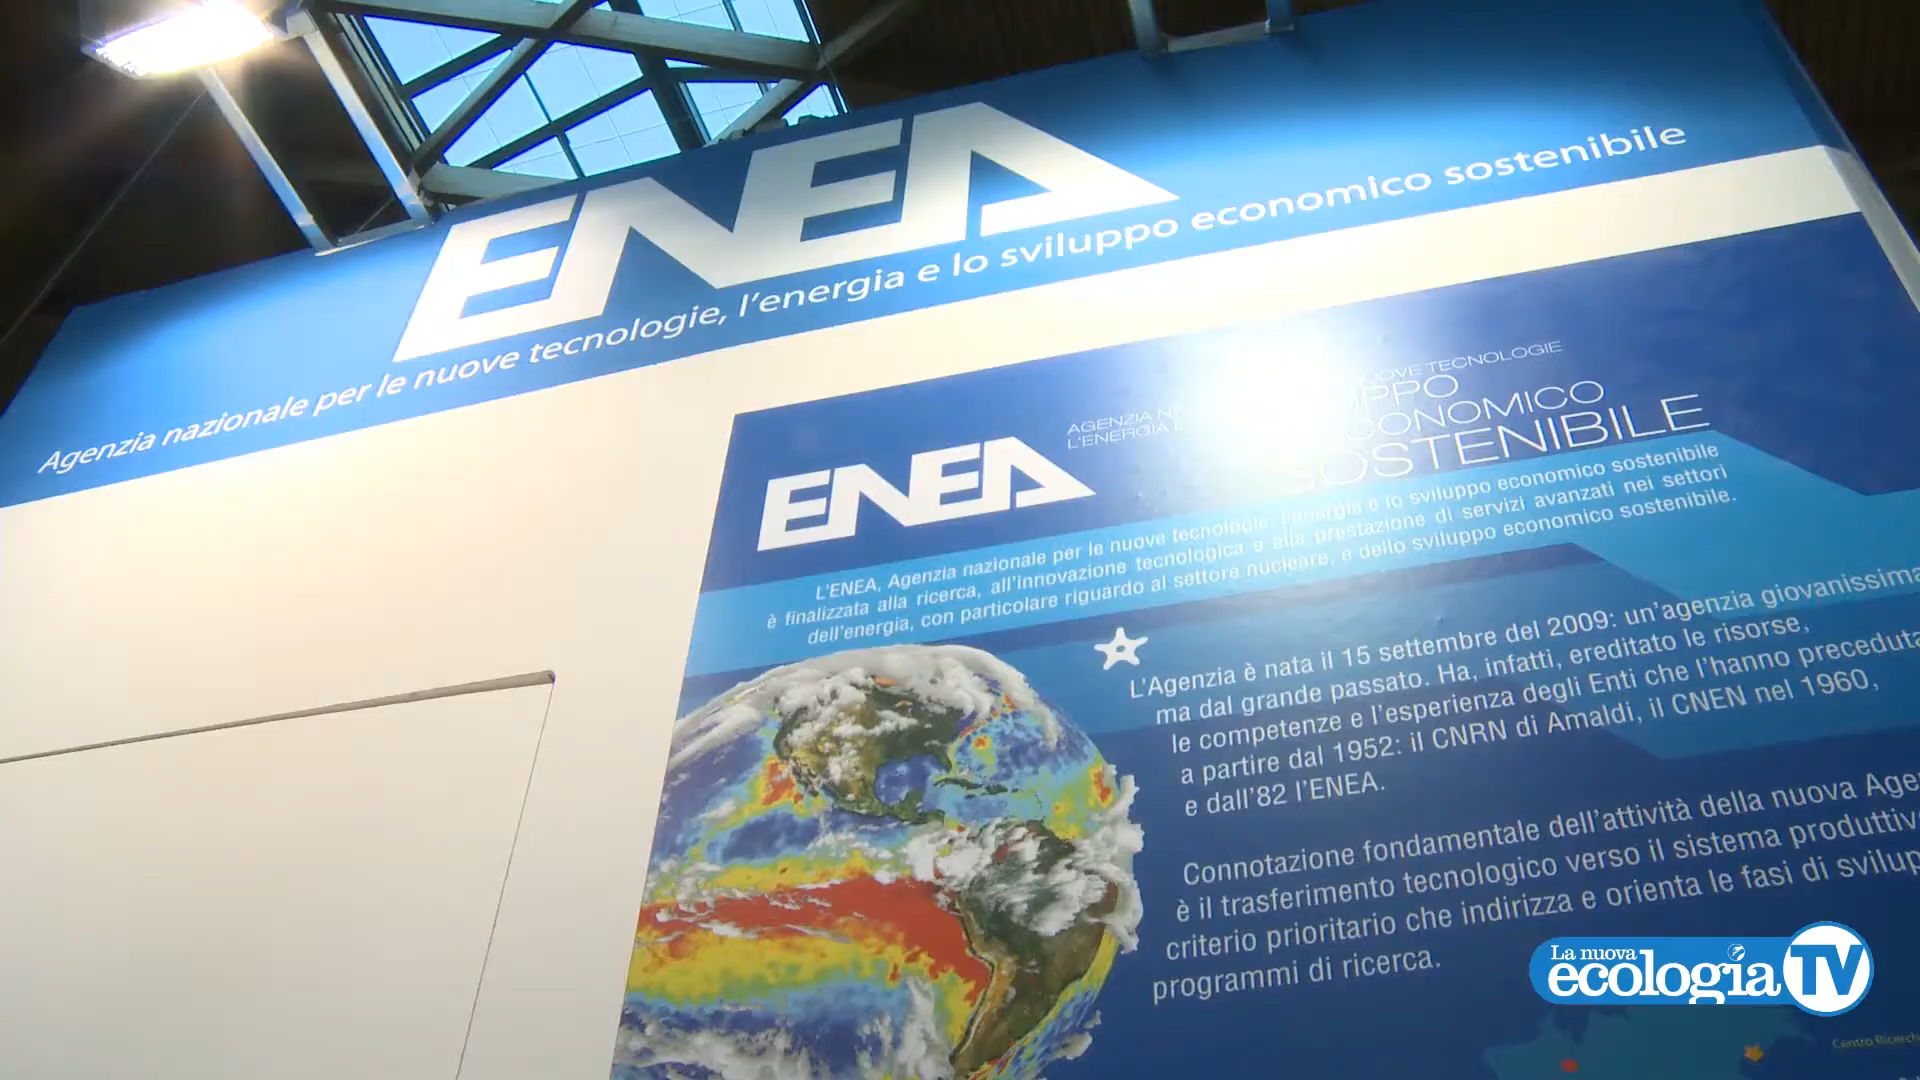 ENEA
Agenzia nazionale per le nuove tecnologie, l'energia e lo sviluppo economico sostenibile
ENEA
AGENZIA
TECNOLOGIE
L'ENERGIA
ECONOMICO
SOSTENIBILE
L'ENEA, Agenzia nazionale per le nuove tecnologie, l'energia e lo sviluppo economico sostenibile
è finalizzata alla ricerca, all'innovazione tecnologica e alla prestazione di servizi avanzati nei settori
dell'energia, con particolare riguardo al settore nucleare, e dello sviluppo economico sostenibile.
L'Agenzia è nata il 15 settembre del 2009: un'agenzia giovanissima
ma dal grande passato. Ha, infatti, ereditato le risorse,
le competenze e l'esperienza degli Enti che l'hanno preceduta
a partire dal 1952: il CNRN di Amaldi, il CNEN nel 1960,
e dall'82 l'ENEA.
Connotazione fondamentale dell'attività della nuova Agen
è il trasferimento tecnologico verso il sistema produttivo
criterio prioritario che indirizza e orienta le fasi di svilup
programmi di ricerca.
La nuova
ecologia TV
Centro Ricerch